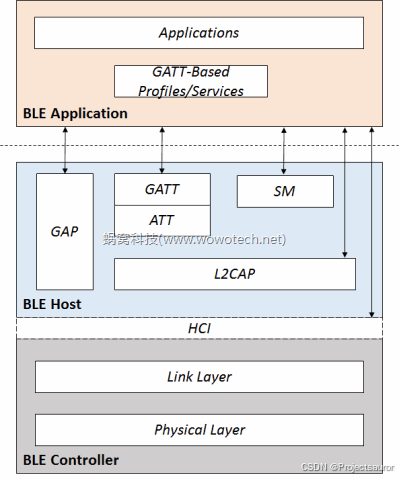 Applications
GATT-Based
Profiles/Services
BLE Application
GATT
SM
GAP
ATT
蜗窝科技(www.wowotech.net)
L2CAP
BLE Host
HCI
Link Layer
Physical Layer
BLE Controller
CSDN @Projectsauror